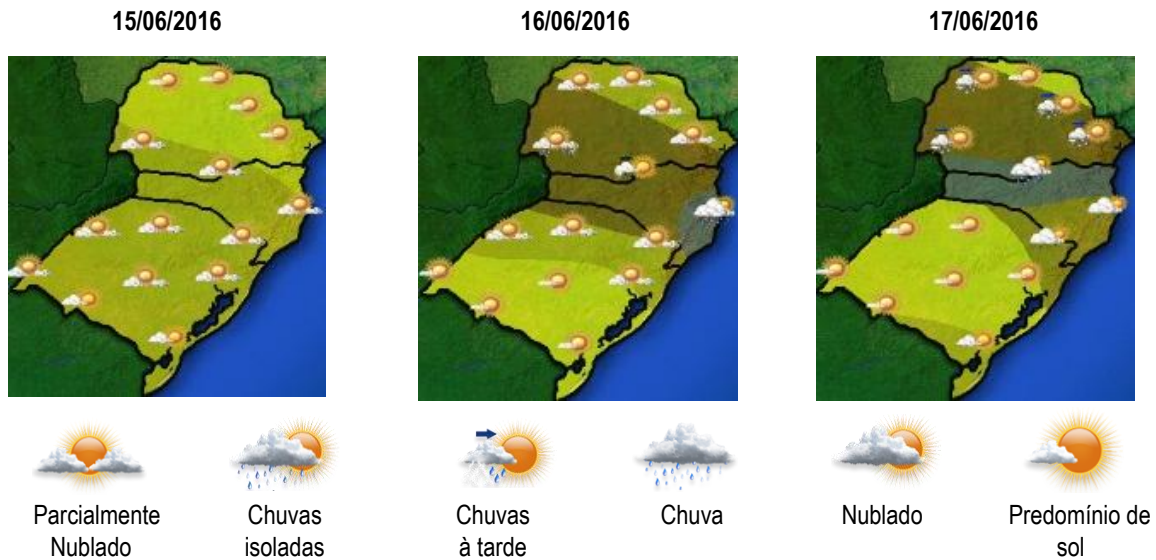 15/06/2016
16/06/2016
17/06/2016
Parcialmente
Nublado
Chuvas
isoladas
Chuvas
à tarde
Chuva
Nublado
Predomínio de
sol